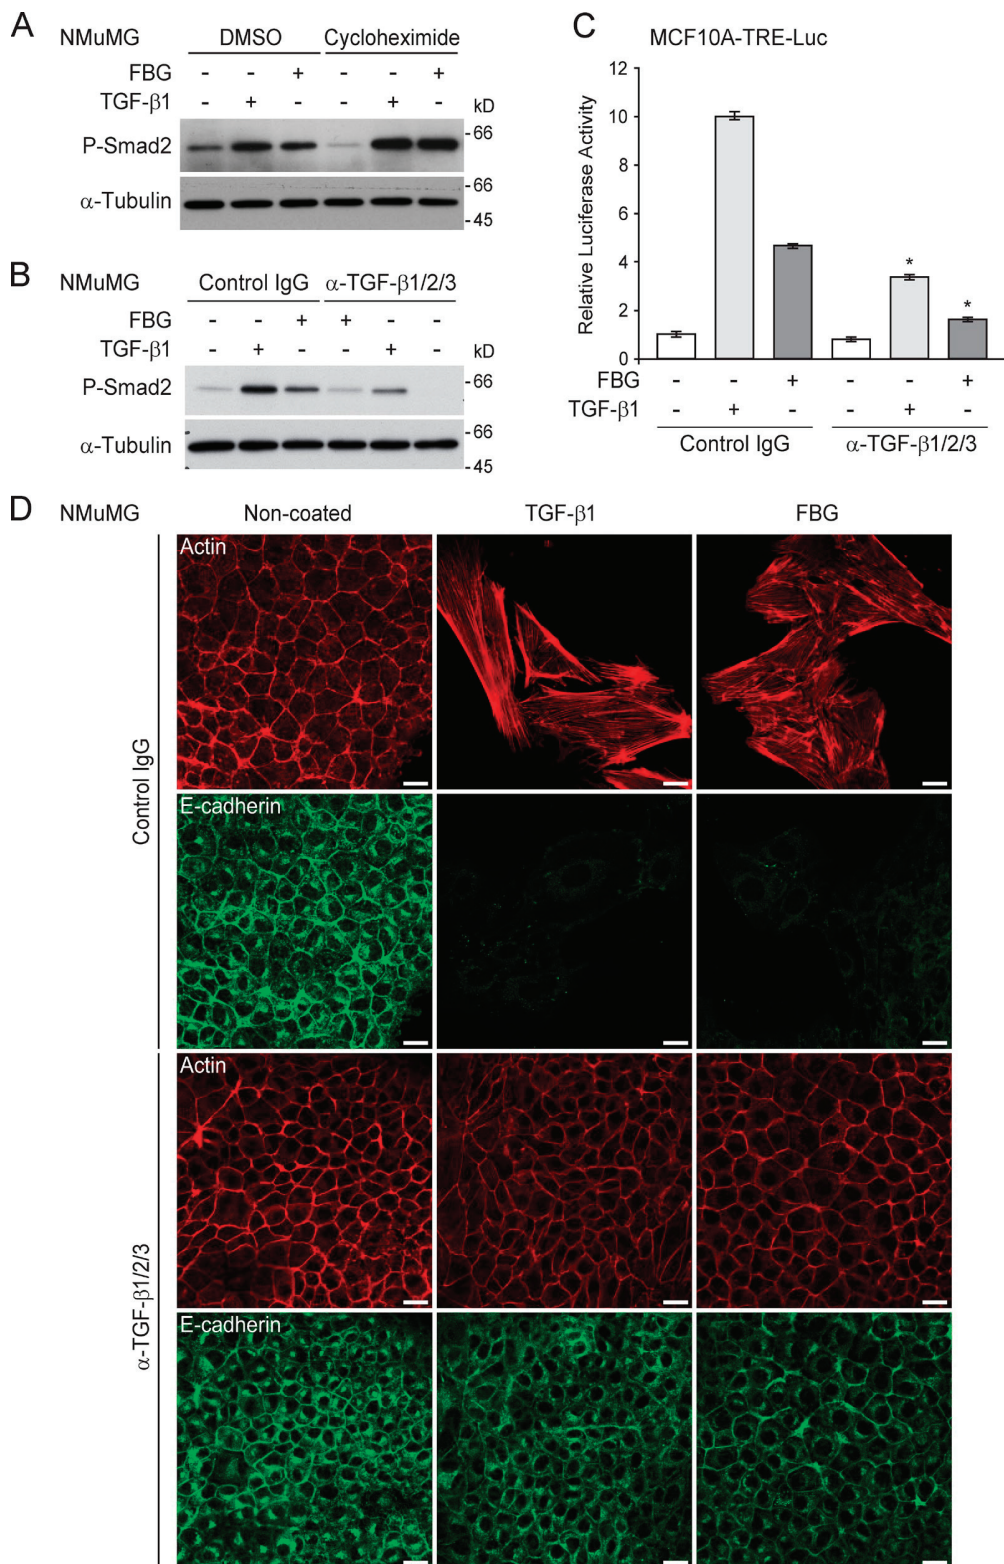 A
NMuMG
DMSO Cycloheximide
FBG - - + - - +
TGF-β1 - + - - + - kD
P-Smad2 - 66
α-Tubulin - 66
- 45
B
NMuMG
Control IgG α-TGF-β1/2/3
FBG - - + + - -
TGF-β1 - + - - + - kD
P-Smad2 - 66
α-Tubulin - 66
- 45
C
MCF10A-TRE-Luc
Relative Luciferase Activity
12
10
8
6
4
2
0
* *
FBG - - + - - +
TGF-β1 - + - - + -
Control IgG α-TGF-β1/2/3
D
NMuMG Non-coated TGF-β1 FBG
Control IgG
Actin
E-cadherin
α-TGF-β1/2/3
Actin
E-cadherin